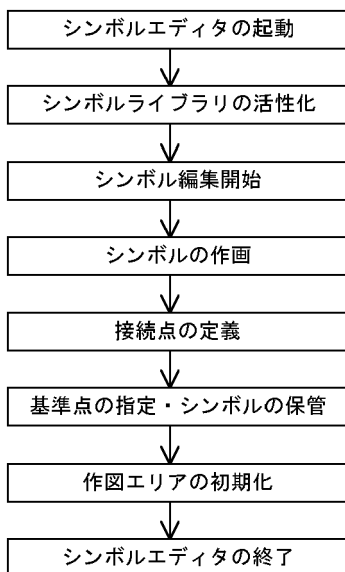 シンボルエディタの起動
シンボルライブラリの活性化
シンボル編集開始
シンボルの作画
接続点の定義
基準点の指定・シンボルの保管
作図エリアの初期化
シンボルエディタの終了